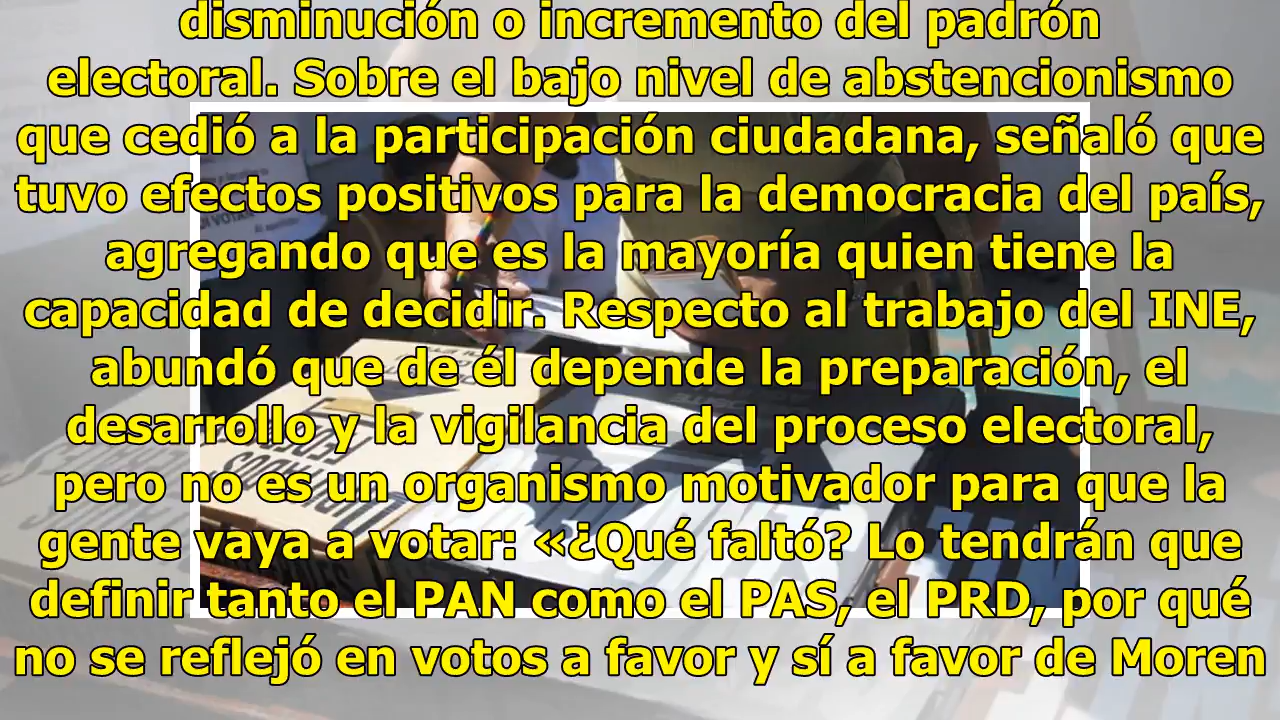 disminución o incremento del padrón
electoral. Sobre el bajo nivel de abstencionismo
que cedió a la participación ciudadana, señaló que
tuvo efectos positivos para la democracia del país,
agregando que es la mayoría quien tiene la
capacidad de decidir. Respecto al trabajo del INE,
abundó que de él depende la preparación, el
desarrollo y la vigilancia del proceso electoral,
pero no es un organismo motivador para que la
gente vaya a votar: «¿Qué faltó? Lo tendrán que
definir tanto el PAN como el PAS, el PRD, por qué
no se reflejó en votos a favor y sí a favor de Moren